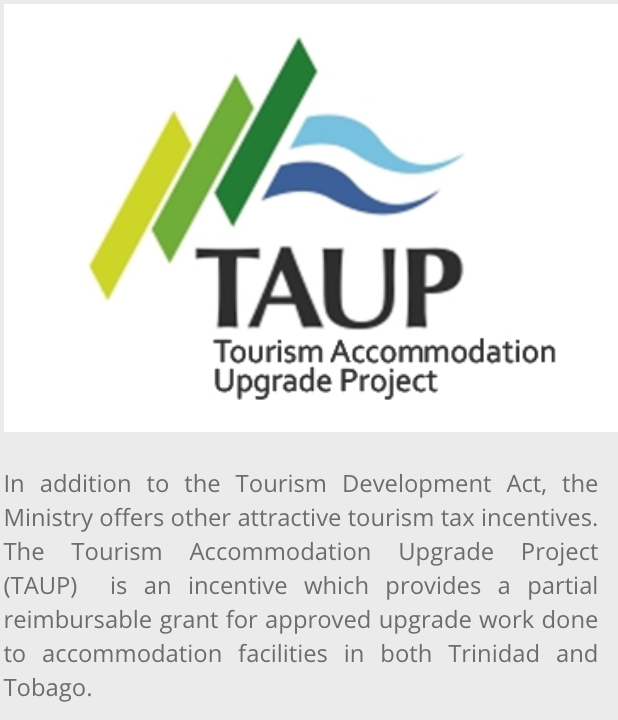 TAUP
Tourism Accommodation
Upgrade Project
In addition to the Tourism Development Act, the
Ministry offers other attractive tourism tax incentives.
The Tourism Accommodation Upgrade Project
(TAUP) is an incentive which provides a partial
reimbursable grant for approved upgrade work done
to accommodation facilities in both Trinidad and
Tobago.